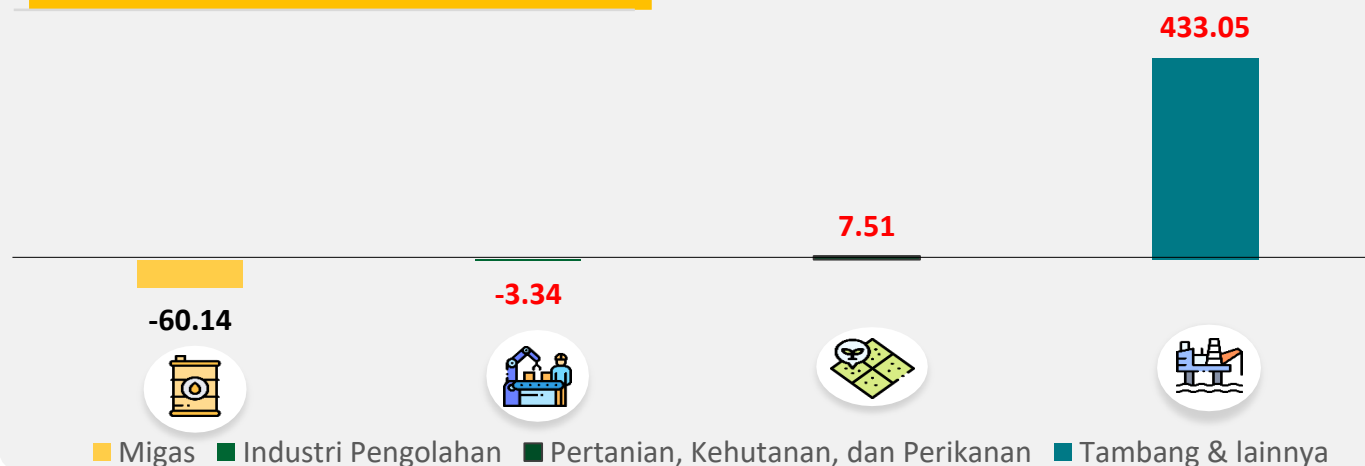 433.05
7.51
-3.34
-60.14
Migas Industri Pengolahan Pertanian, Kehutanan, dan Perikanan Tambang & lainnya